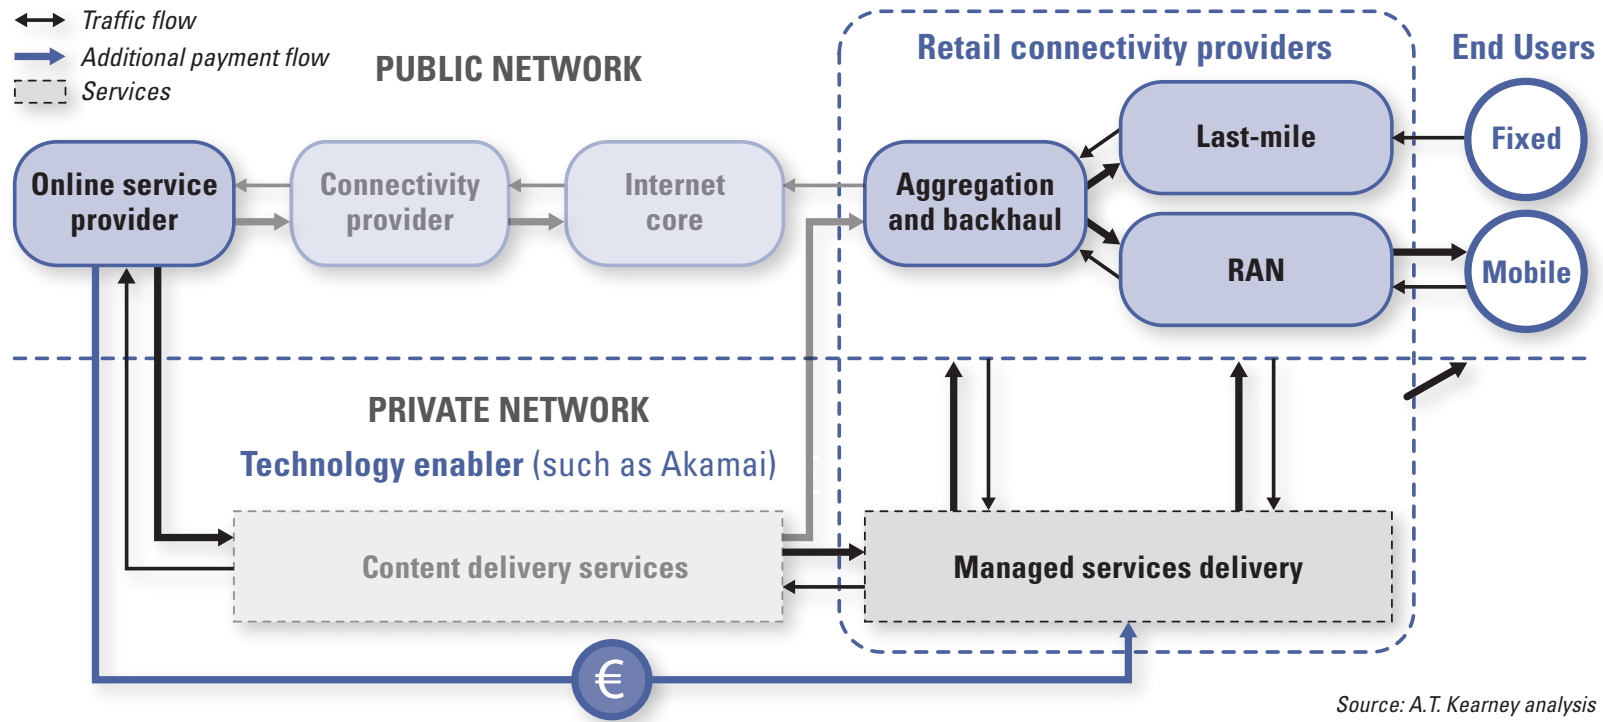 Traffic flow
Additional payment flow
Services
PUBLIC NETWORK
Retail connectivity providers
End Users
Online service
provider
Connectivity
provider
Internet
core
Aggregation
and backhaul
Last-mile
RAN
Fixed
Mobile
PRIVATE NETWORK
Technology enabler (such as Akamai)
Content delivery services
Managed services delivery
€
Source: A.T. Kearney analysis